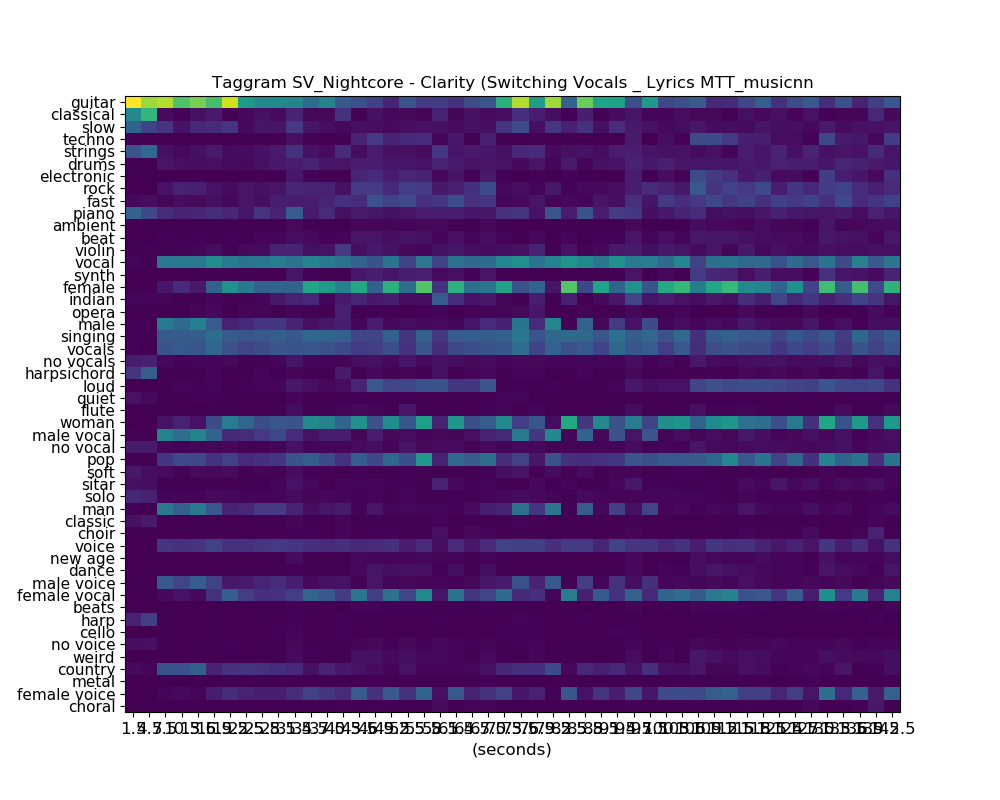 Taggram SV_Nightcore - Clarity (Switching Vocals _ Lyrics MTT_musicnn
guitar
classical
slow
techno
strings
drums
electronic
rock
fast
piano
ambient
beat
violin
vocal
synth
female
indian
opera
male
singing
vocals
no vocals
harpsichord
loud
quiet
flute
woman
male vocal
no vocal
pop
soft
sitar
solo
man
classic
choir
voice
new age
dance
male voice
female vocal
beats
harp
cello
no voice
weird
country
metal
female voice
choral
(seconds)